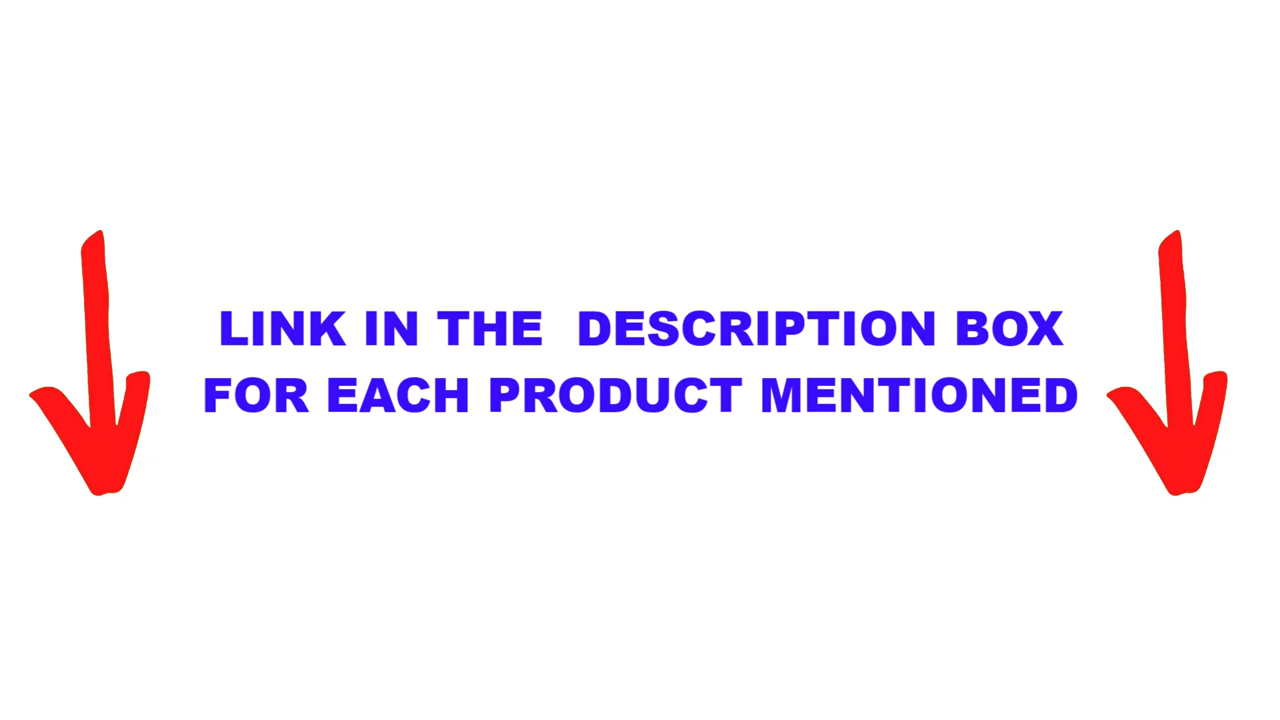 LINK IN THE  DESCRIPTION BOX
FOR EACH PRODUCT MENTIONED